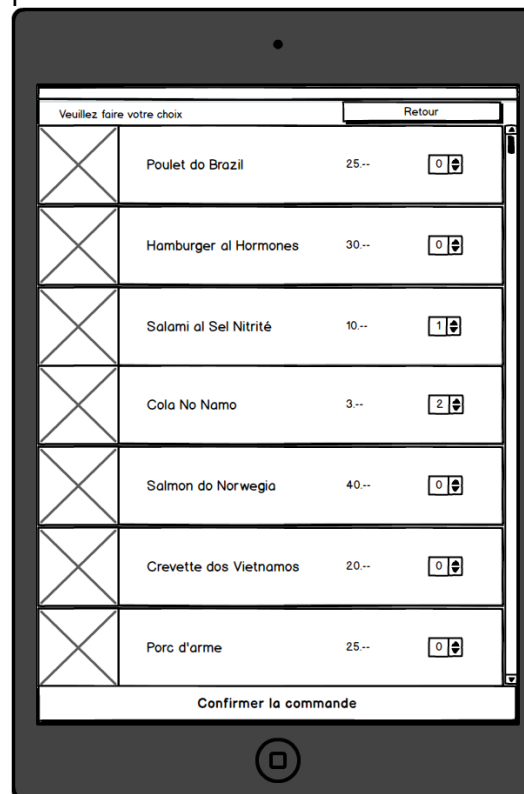 Veuillez faire votre choix Retour
Poulet do Brazil 25.-- 0
Hamburger al Hormones 30.-- 0
Salami al Sel Nitrité 10.-- 1
Cola No Namo 3.-- 2
Salmon do Norwegia 40.-- 0
Crevette dos Vietnamos 20.-- 0
Porc d'arme 25.-- 0
Confirmer la commande